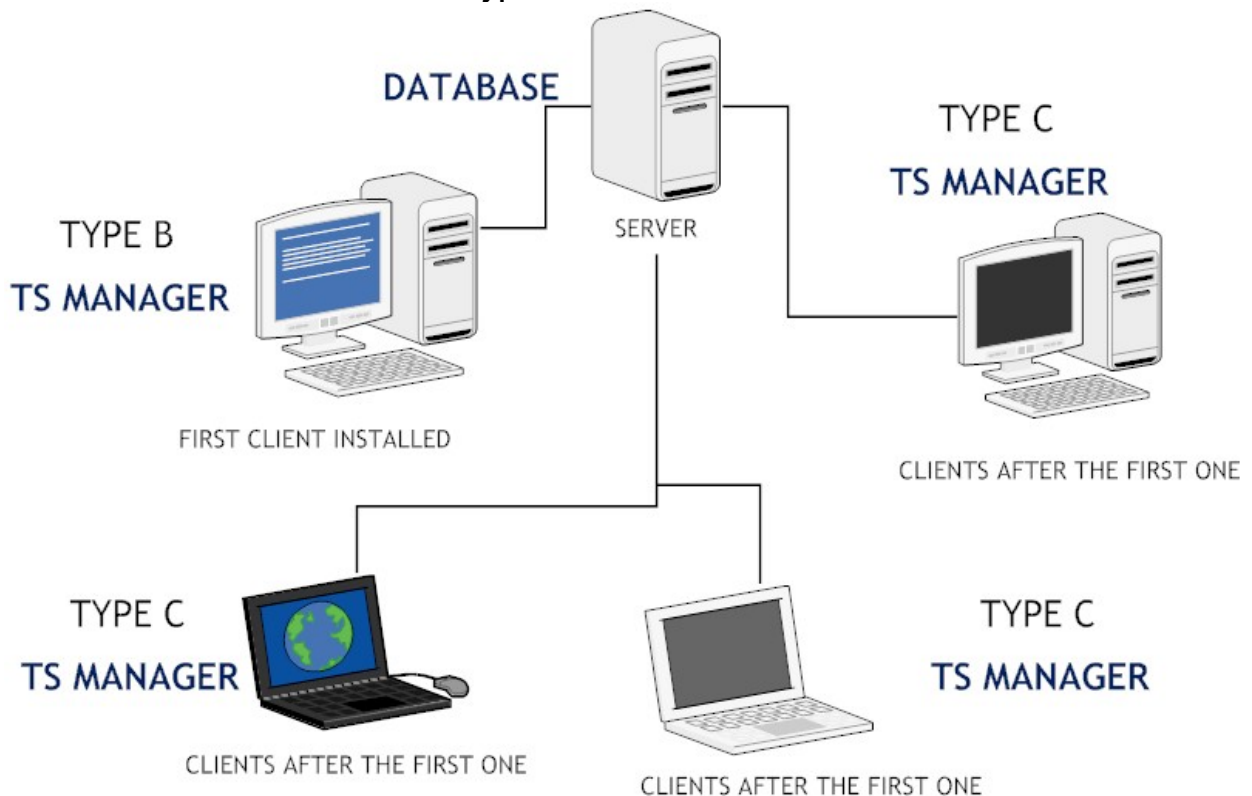 DATABASE
SERVER
TYPE B
TS MANAGER
FIRST CLIENT INSTALLED
TYPE C
TS MANAGER
CLIENTS AFTER THE FIRST ONE
TYPE C
TS MANAGER
CLIENTS AFTER THE FIRST ONE
TYPE C
TS MANAGER
CLIENTS AFTER THE FIRST ONE